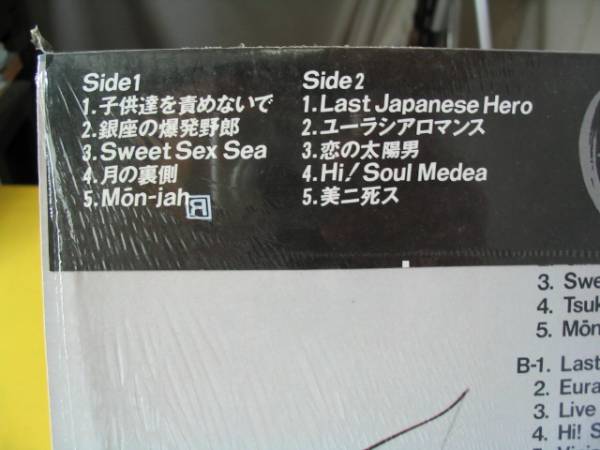 Side1
1.子供達を責めないで
2.銀座の爆発野郎
3.Sweet Sex Sea
4.月の裏側
5.Mōn-jah
R
Side2
1.Last Japanese Hero
2.ユーラシアロマンス
3.恋の太陽男
4.Hi! Soul Medea
5.美二死ス
3. Swe
4. Tsuk
5. Mōn
B-1. Last
2. Eura
3. Live
4. Hi! S